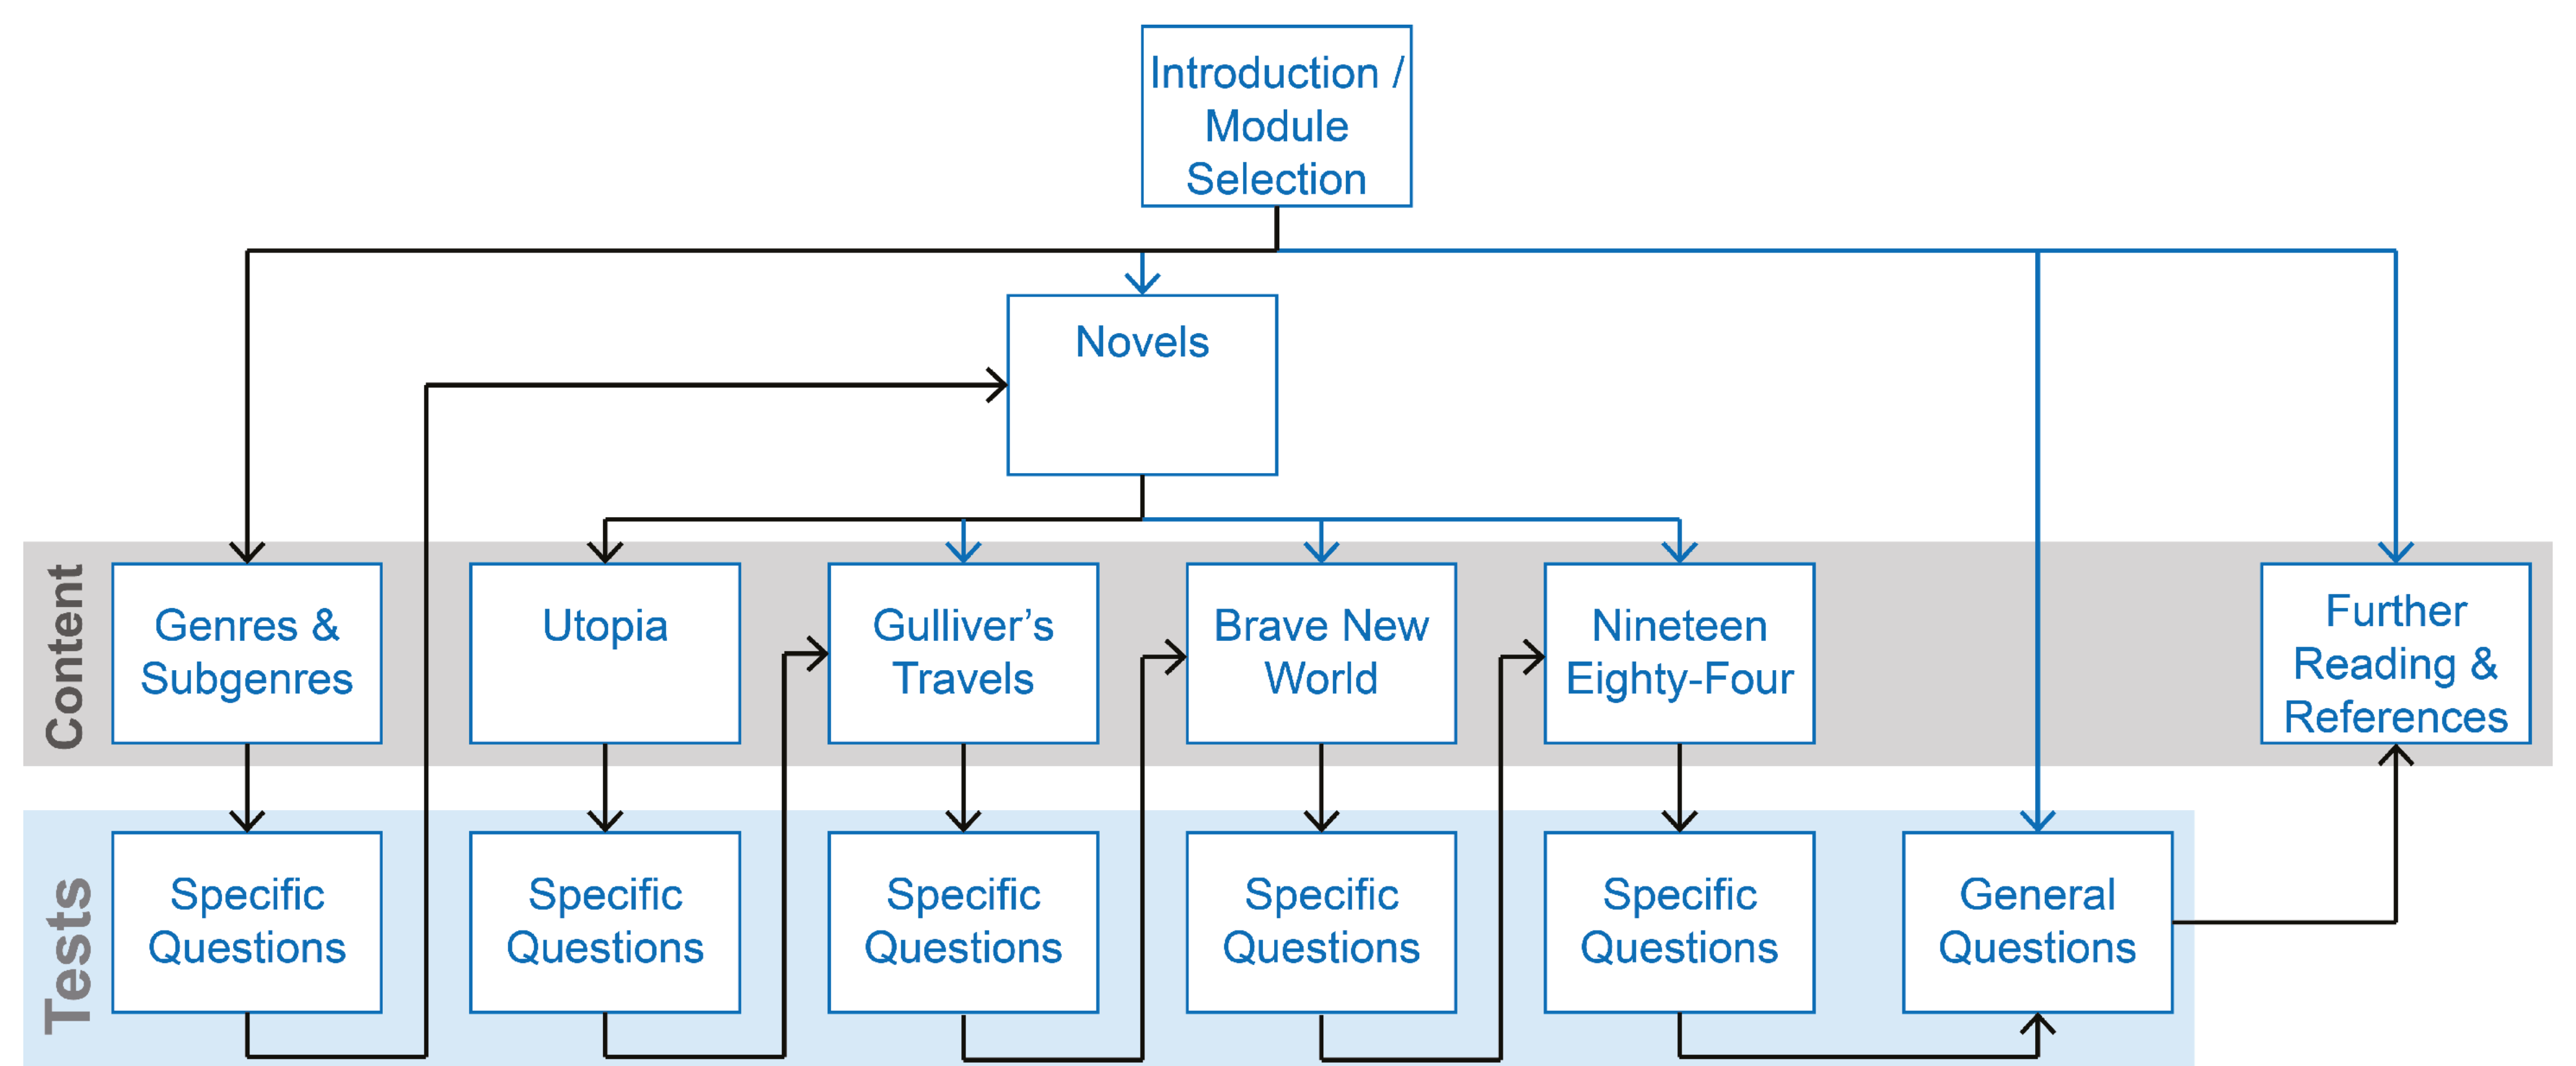 Introduction /
Module
Selection
Novels
Content
Genres &
Subgenres
Utopia
Gulliver’s
Travels
Brave New
World
Nineteen
Eighty-Four
Further
Reading &
References
Tests
Specific
Questions
Specific
Questions
Specific
Questions
Specific
Questions
Specific
Questions
General
Questions